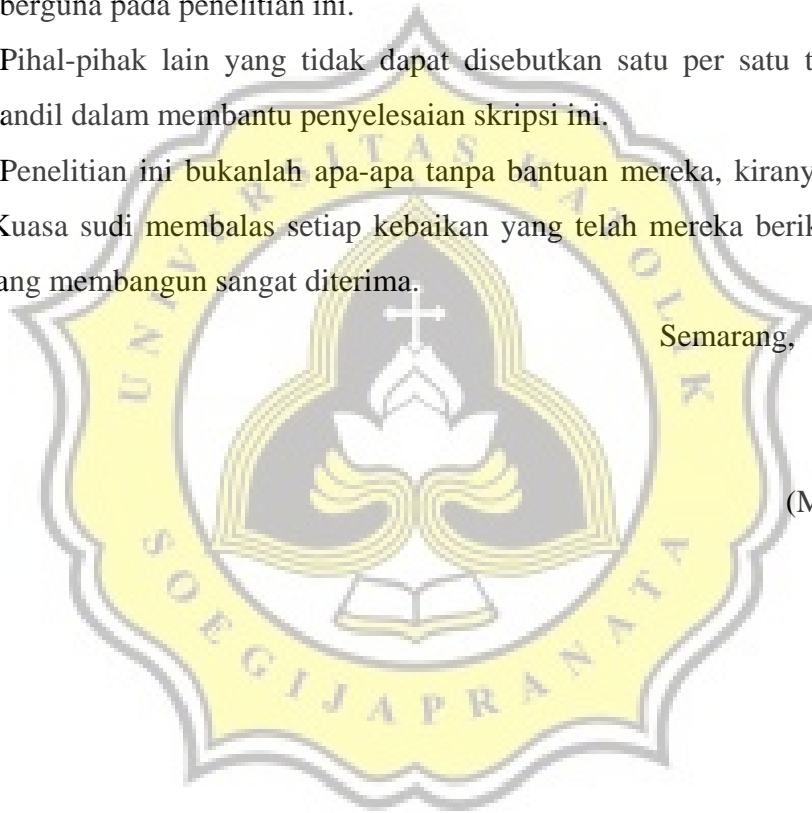 berguna pada penelitian ini.
Pihal-pihak lain yang tidak dapat disebutkan satu per satu t
andil dalam membantu penyelesaian skripsi ini.
Penelitian ini bukanlah apa-apa tanpa bantuan mereka, kirany
Kuasa sudi membalas setiap kebaikan yang telah mereka berik
ang membangun sangat diterima.
Semarang,
(M
UNIVERSITAS KATOLIK
SOEGIJAPRANATA